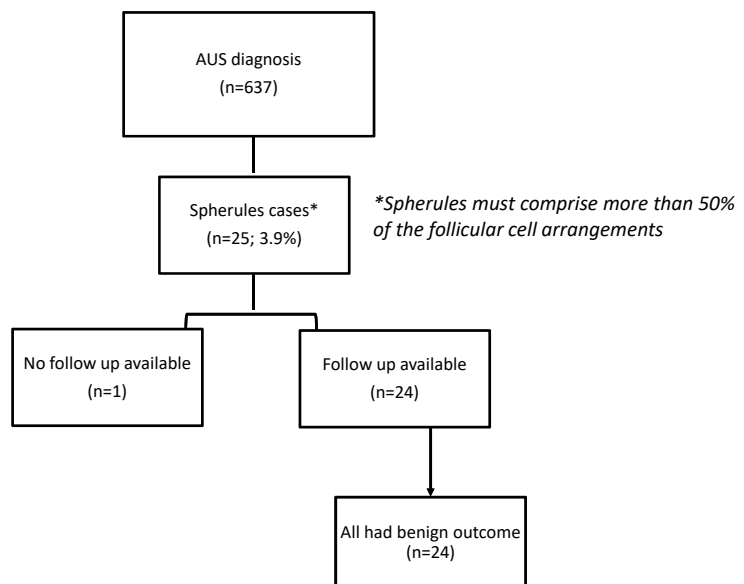 AUS diagnosis
(n=637)
Spherules cases*
(n=25; 3.9%)
*Spherules must comprise more than 50%
of the follicular cell arrangements
No follow up available
(n=1)
Follow up available
(n=24)
All had benign outcome
(n=24)